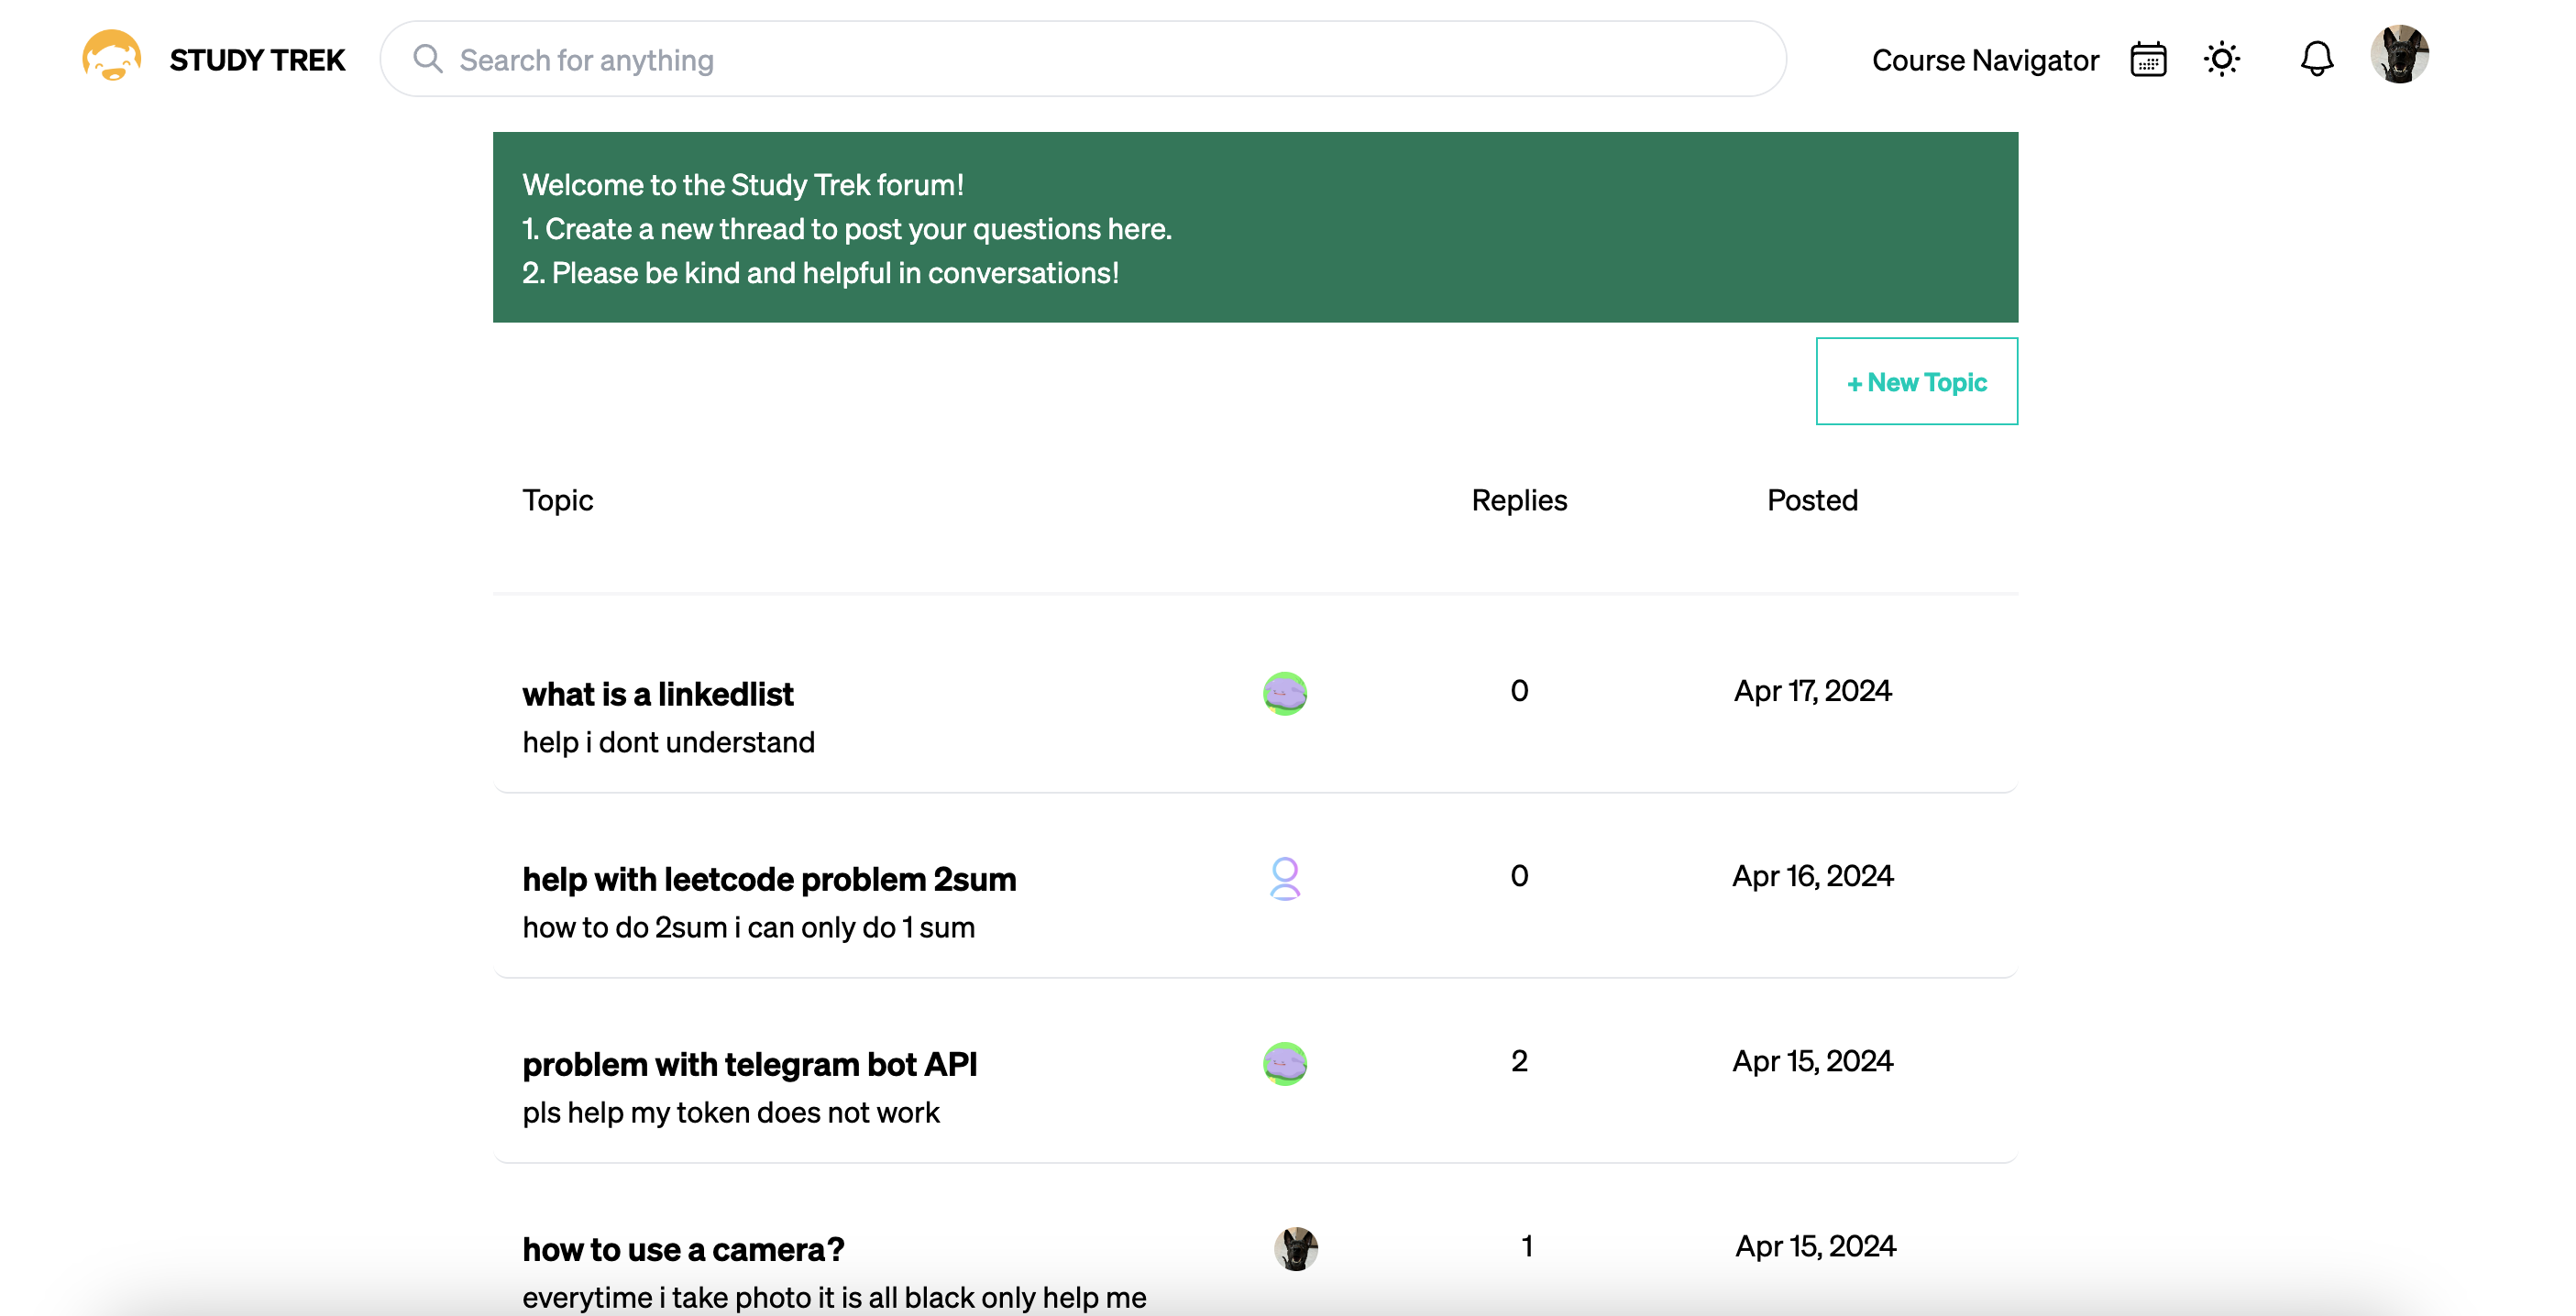 STUDY TREK
Search for anything
Course Navigator
Welcome to the Study Trek forum!
1. Create a new thread to post your questions here.
2. Please be kind and helpful in conversations!
+ New Topic
Topic Replies Posted
what is a linkedlist 0 Apr 17, 2024
help i dont understand
help with leetcode problem 2sum 0 Apr 16, 2024
how to do 2sum i can only do 1 sum
problem with telegram bot API 2 Apr 15, 2024
pls help my token does not work
how to use a camera? 1 Apr 15, 2024
everytime i take photo it is all black only help me